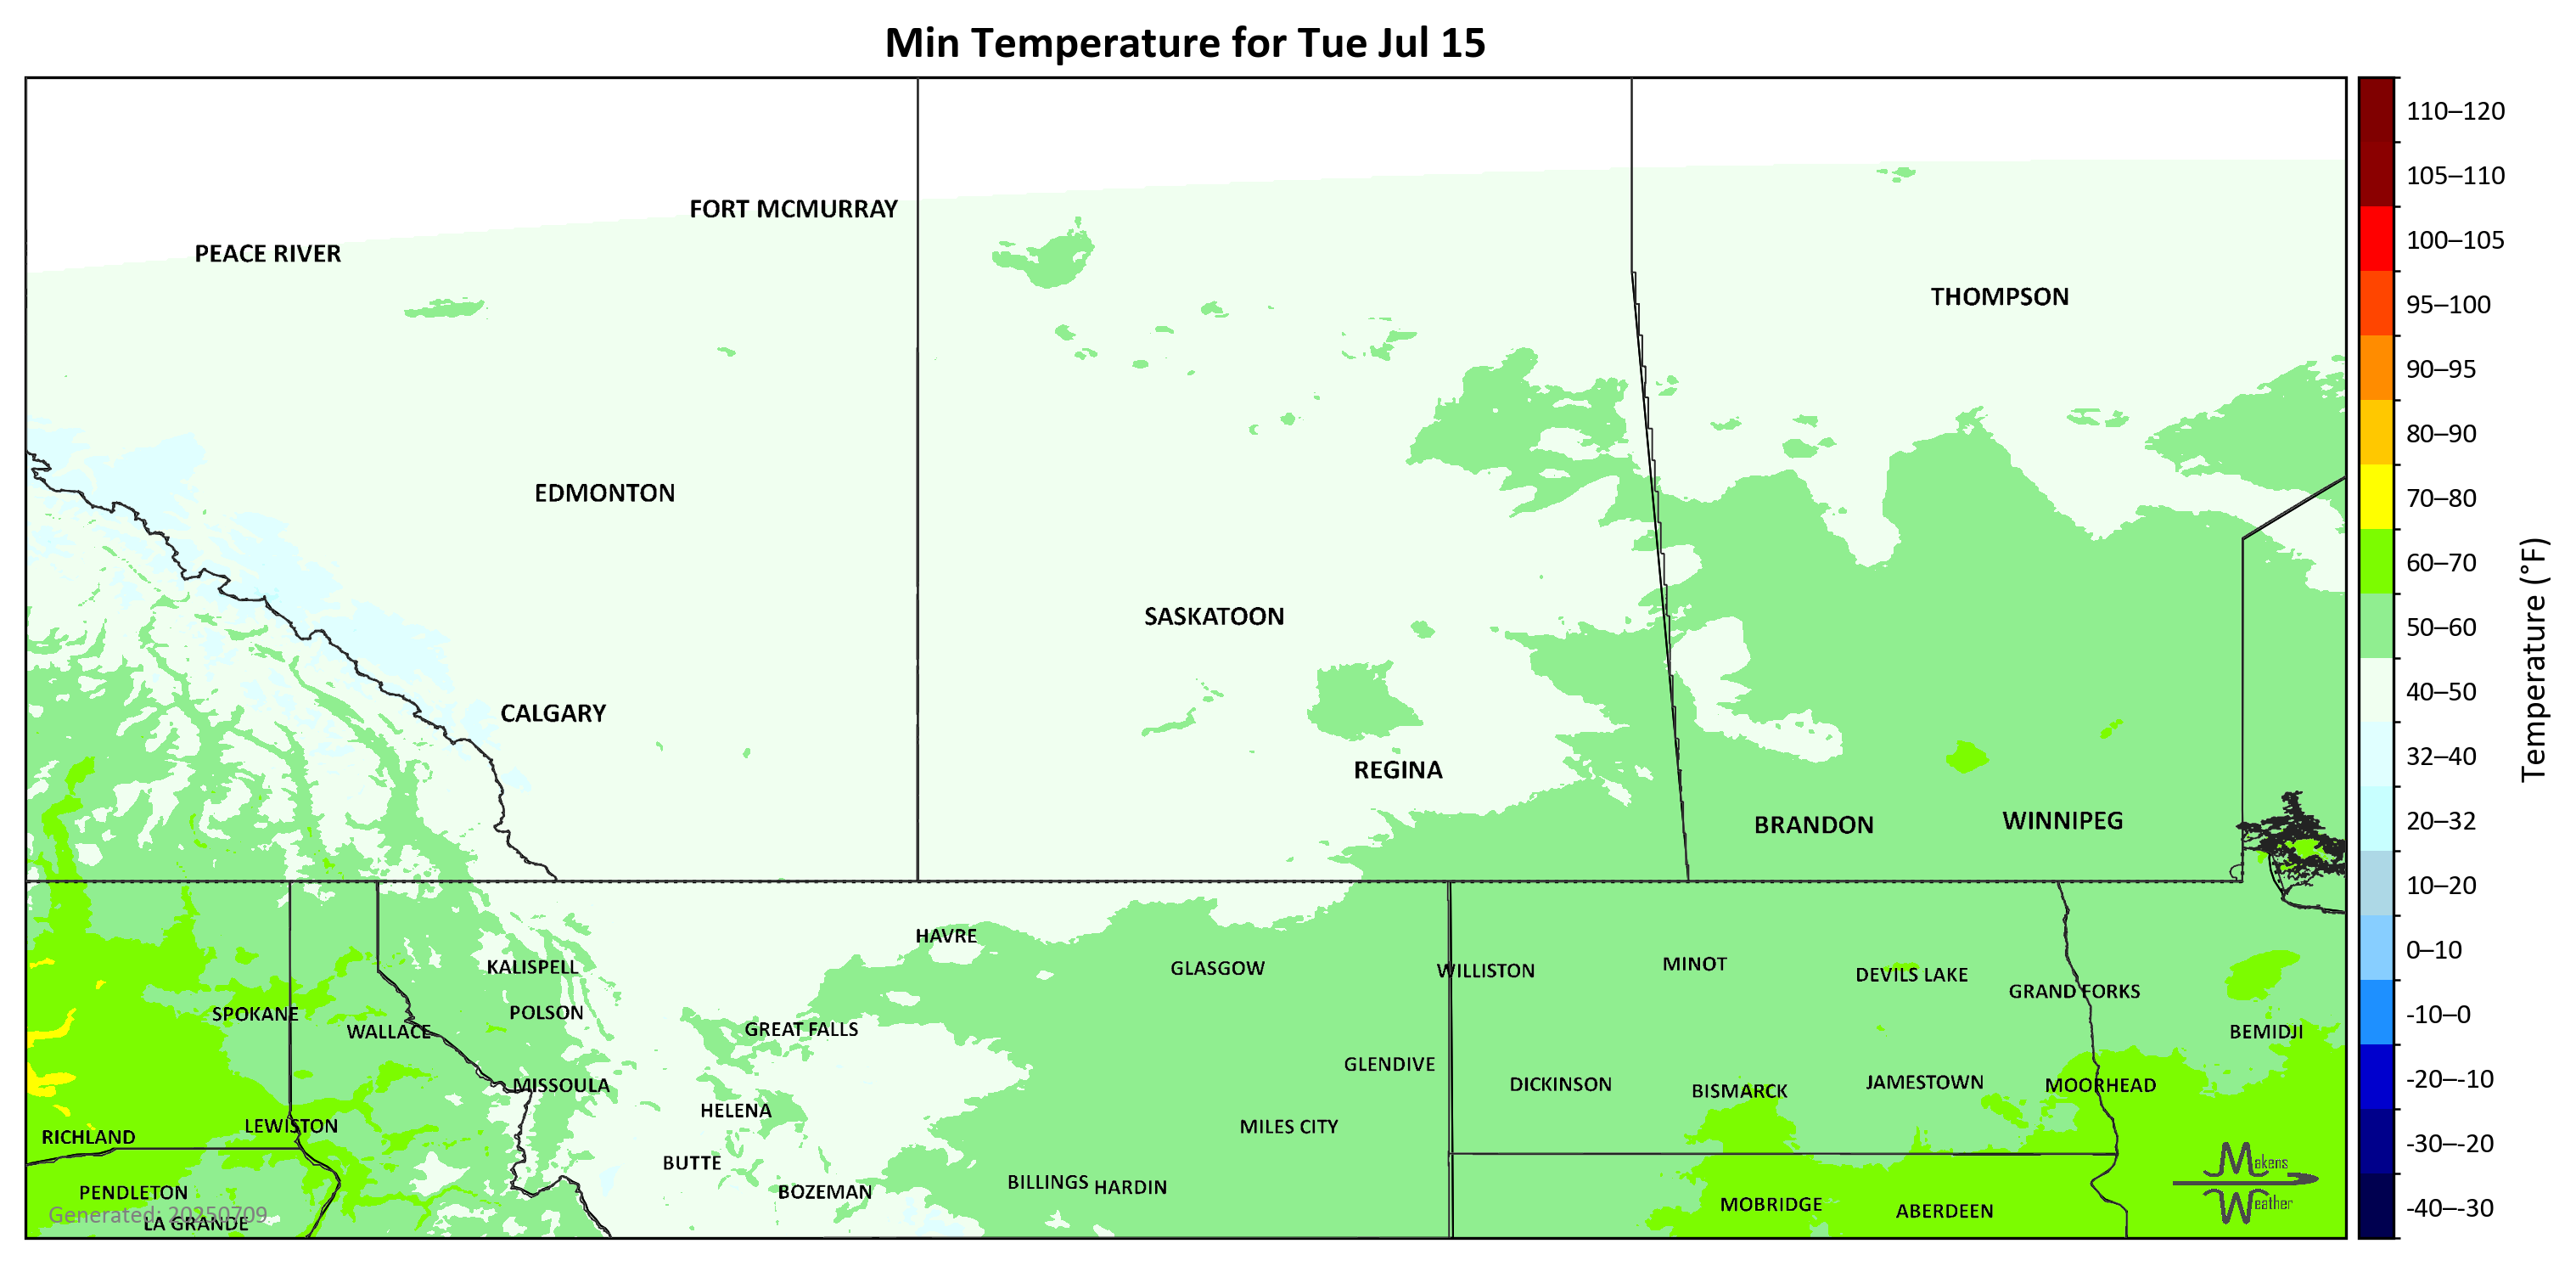 Min Temperature for Tue Jul 15
110–120
105–110
FORT MCMURRAY
100–105
PEACE RIVER
THOMPSON
95–100
90–95
80–90
EDMONTON
70–80
60–70
SASKATOON
50–60
Temperature (°F)
CALGARY
40–50
REGINA
32–40
BRANDON
WINNIPEG
20–32
10–20
HAVRE
0–10
KALISPELL
GLASGOW
WILLISTON
MINOT
DEVILS LAKE
GRAND FORKS
SPOKANE
POLSON
-10–0
WALLACE
GREAT FALLS
BEMIDJI
GLENDIVE
-20–-10
MISSOULA
DICKINSON
BISMARCK
JAMESTOWN
MOORHEAD
HELENA
LEWISTON
MILES CITY
RICHLAND
-30–-20
BUTTE
Makens
Weather
PENDLETON
BOZEMAN
BILLINGS
HARDIN
MOBRIDGE
ABERDEEN
-40–-30
Generated: 20250709
LA GRANDE